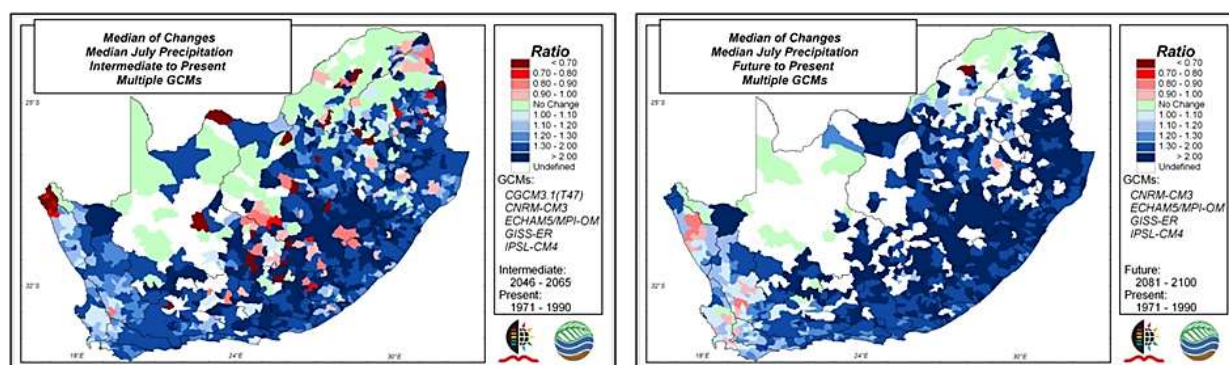 Median of Changes
Median July Precipitation
Intermediate to Present
Multiple GCMs
Ratio
< 0.70
0.70 - 0.80
0.80 - 0.90
0.90 - 1.00
No Change
1.00 - 1.10
1.10 - 1.20
1.20 - 1.30
1.30 - 2.00
> 2.00
Undefined
GCMs:
CGCM3.1(T47)
CNRM-CM3
ECHAM5/MPI-OM
GISS-ER
IPSL-CM4
Intermediate:
2046 - 2065
Present:
1971 - 1990
32°S
18°E
24°E
30°E
Median of Changes
Median July Precipitation
Future to Present
Multiple GCMs
Ratio
< 0.70
0.70 - 0.80
0.80 - 0.90
0.90 - 1.00
No Change
1.00 - 1.10
1.10 - 1.20
1.20 - 1.30
1.30 - 2.00
> 2.00
Undefined
GCMs:
CNRM-CM3
ECHAM5/MPI-OM
GISS-ER
IPSL-CM4
Future:
2081 - 2100
Present:
1971 - 1990
32°S
18°E
24°E
30°E